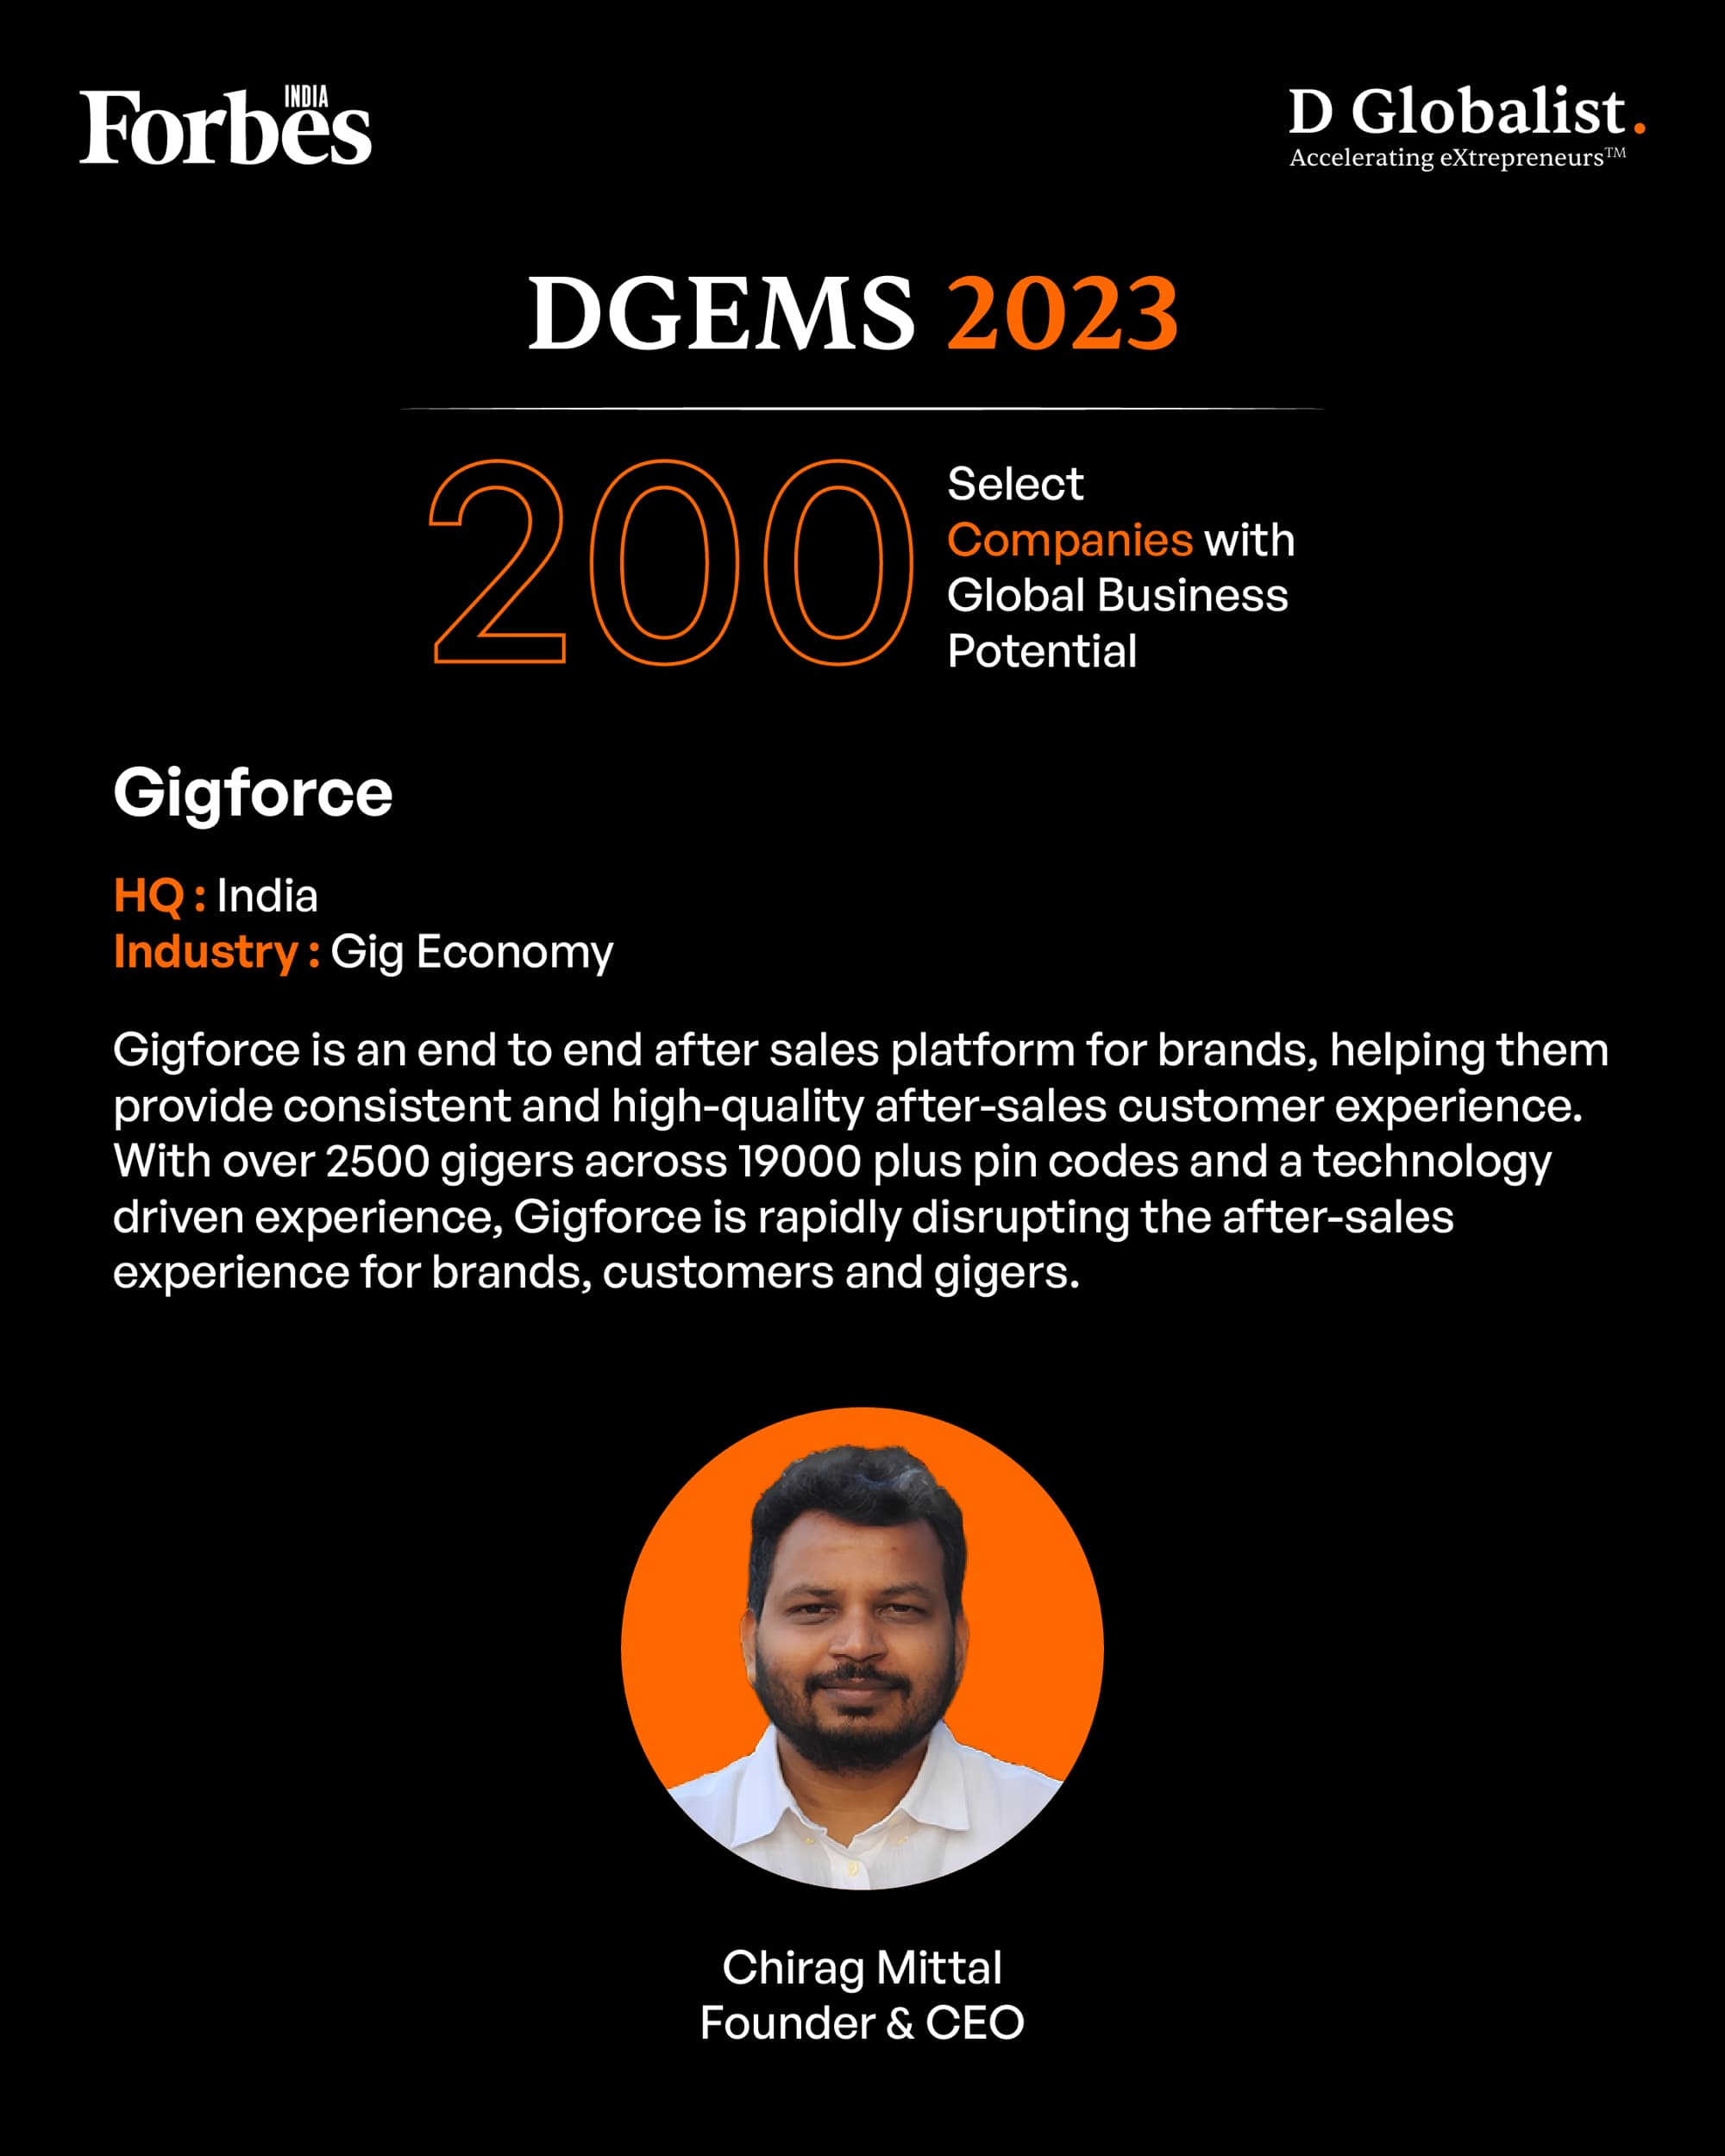 Forbes INDIA
D Globalist.
Accelerating eXtrepreneurs™
DGEMS 2023
200
Select
Companies with
Global Business
Potential
Gigforce
HQ : India
Industry : Gig Economy
Gigforce is an end to end after sales platform for brands, helping them
provide consistent and high-quality after-sales customer experience.
With over 2500 gigers across 19000 plus pin codes and a technology
driven experience, Gigforce is rapidly disrupting the after-sales
experience for brands, customers and gigers.
Chirag Mittal
Founder & CEO